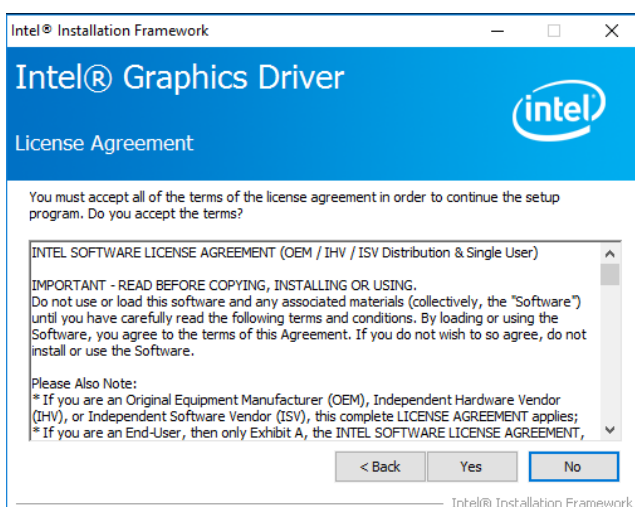 Intel® Installation Framework
Intel® Graphics Driver
intel
License Agreement
You must accept all of the terms of the license agreement in order to continue the setup
program. Do you accept the terms?
INTEL SOFTWARE LICENSE AGREEMENT (OEM / IHV / ISV Distribution & Single User)
IMPORTANT - READ BEFORE COPYING, INSTALLING OR USING.
Do not use or load this software and any associated materials (collectively, the "Software")
until you have carefully read the following terms and conditions. By loading or using the
Software, you agree to the terms of this Agreement. If you do not wish to so agree, do not
install or use the Software.
Please Also Note:
* If you are an Original Equipment Manufacturer (OEM), Independent Hardware Vendor
(IHV), or Independent Software Vendor (ISV), this complete LICENSE AGREEMENT applies;
* If you are an End-User, then only Exhibit A, the INTEL SOFTWARE LICENSE AGREEMENT,
< Back Yes No
Intel® Installation Framework